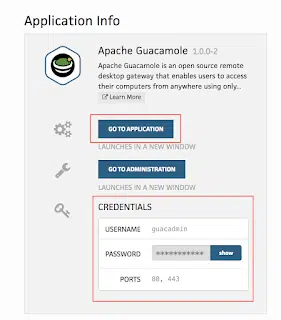 Application Info
Apache Guacamole 1.0.0-2
Apache Guacamole is an open source remote
desktop gateway that enables users to access
their computers from anywhere using only...
Learn More
GO TO APPLICATION
LAUNCHES IN A NEW WINDOW
GO TO ADMINISTRATION
LAUNCHES IN A NEW WINDOW
CREDENTIALS
USERNAME guacadmin
PASSWORD *********** show
PORTS 80, 443